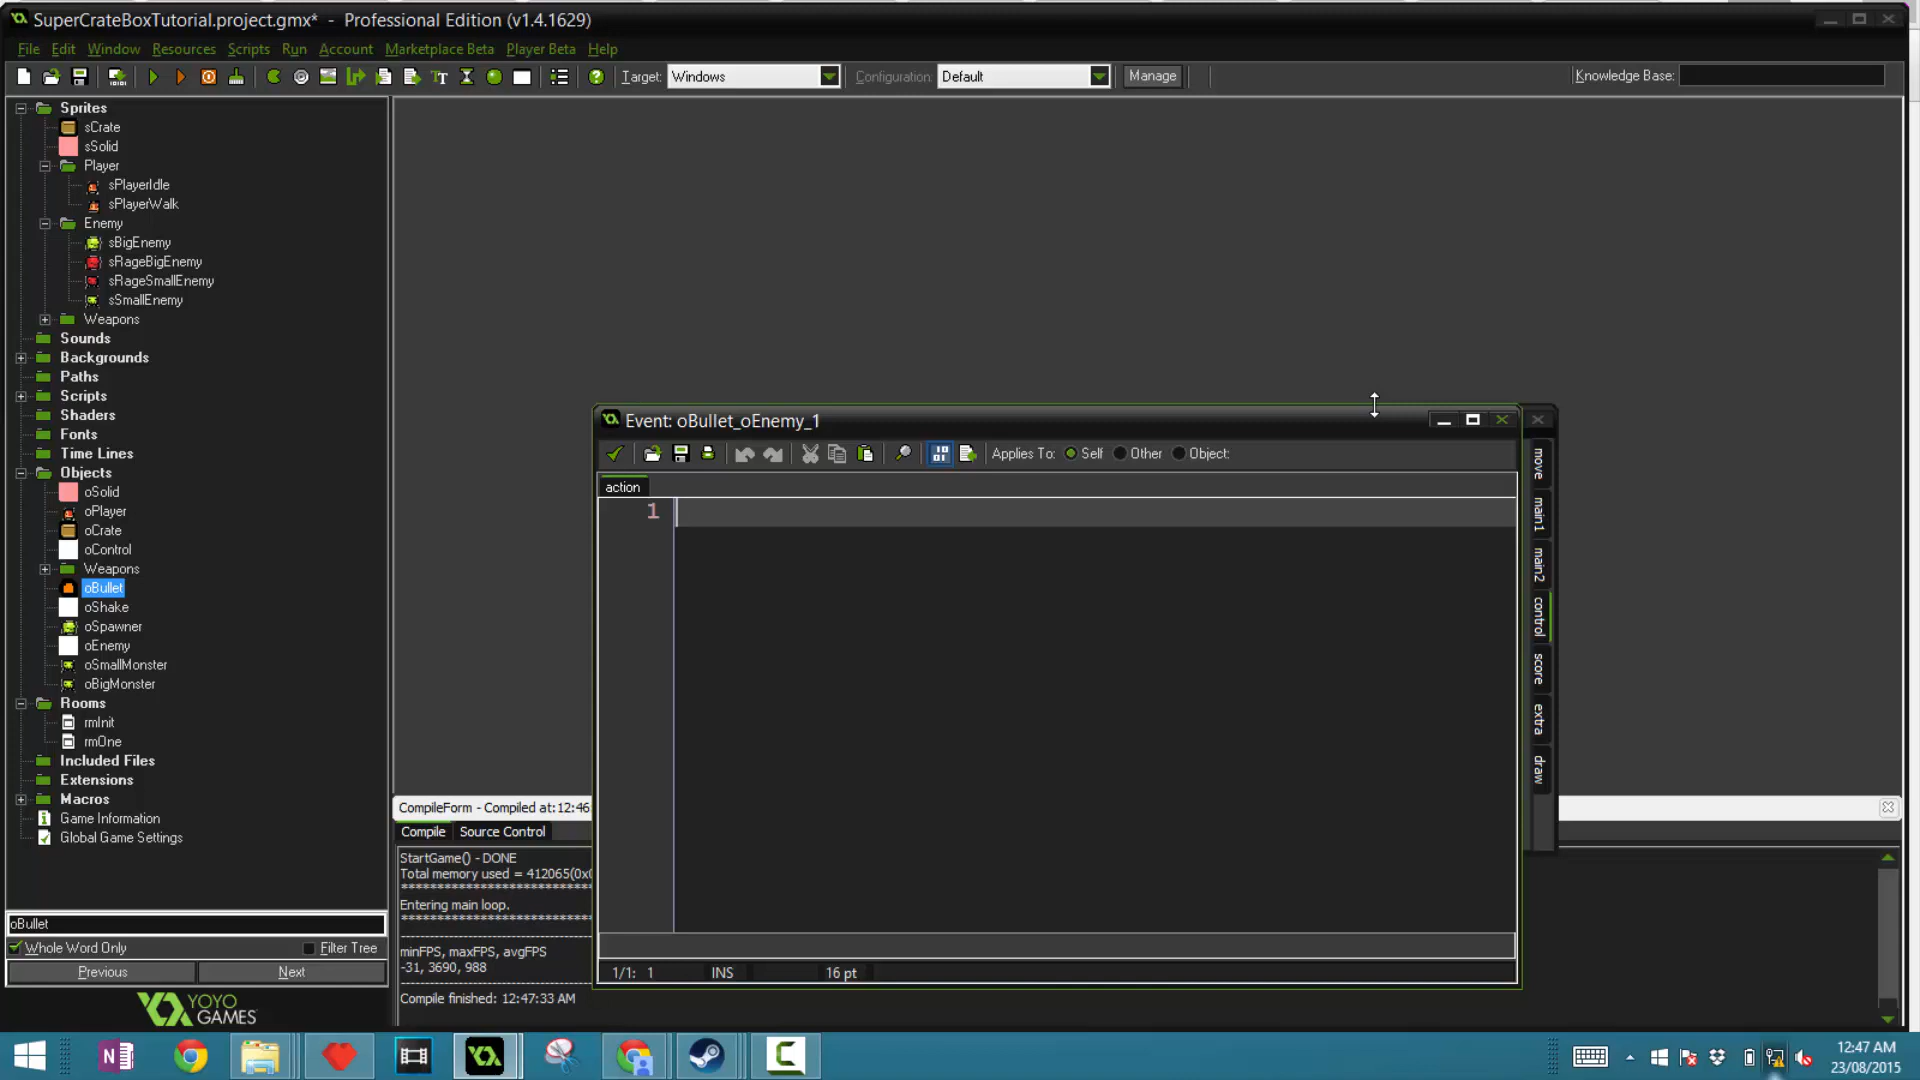 SuperCrateBoxTutorial.project.gmx* - Professional Edition (v1.4.1629)
File Edit Window Resources Scripts Run Account Marketplace Beta Player Beta Help
Target: Windows Configuration: Default Manage Knowledge Base:
Sprites
sCrate
sSolid
Player
sPlayerIdle
sPlayerWalk
Enemy
sBigEnemy
sRageBigEnemy
sRageSmallEnemy
sSmallEnemy
Weapons
Sounds
Backgrounds
Paths
Scripts
Shaders
Fonts
Time Lines
Objects
oSolid
oPlayer
oCrate
oControl
Weapons
oBullet
oShake
oSpawner
oEnemy
oSmallMonster
oBigMonster
Rooms
rmInit
rmOne
Included Files
Extensions
Macros
Game Information
Global Game Settings
oBullet
Whole Word Only Filter Tree
Previous Next
YOYO
GAMES
Event: oBullet_oEnemy_1
Applies To: Self Other Object:
action
1
1/1: 1 INS 16 pt
move
main1
main2
control
score
extra
draw
CompileForm - Compiled at:12:46
Compile Source Control
StartGame() - DONE
Total memory used = 412065(0x0
Entering main loop.
minFPS, maxFPS, avgFPS
-31, 3690, 988
Compile finished: 12:47:33 AM
12:47 AM
23/08/2015